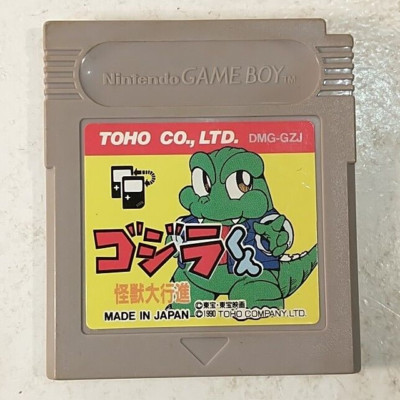 Nintendo GAME BOY TM
TOHO CO., LTD. DMG-GZJ
ゴジラくん
怪獣大行進
©東宝・東宝映画
MADE IN JAPAN ©1990 TOHO COMPANY LTD.